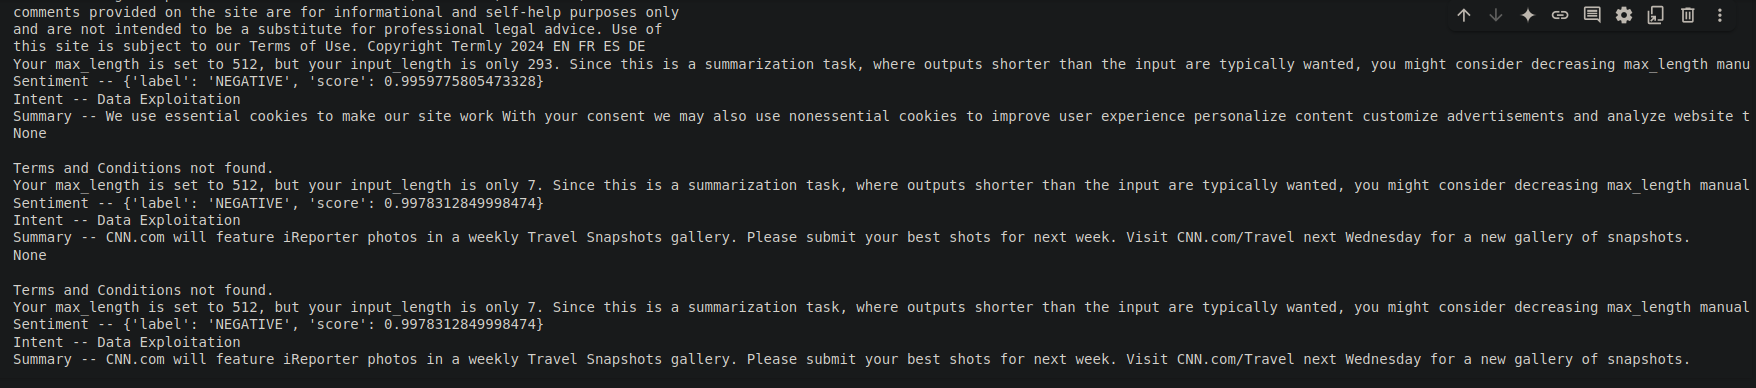 comments provided on the site are for informational and self-help purposes only
and are not intended to be a substitute for professional legal advice. Use of
this site is subject to our Terms of Use. Copyright Termly 2024 EN FR ES DE
Your max_length is set to 512, but your input_length is only 293. Since this is a summarization task, where outputs shorter than the input are typically wanted, you might consider decreasing max_length manu
Sentiment -- {'label': 'NEGATIVE', 'score': 0.9959775805473328}
Intent -- Data Exploitation
Summary -- We use essential cookies to make our site work With your consent we may also use nonessential cookies to improve user experience personalize content customize advertisements and analyze website t
None
Terms and Conditions not found.
Your max_length is set to 512, but your input_length is only 7. Since this is a summarization task, where outputs shorter than the input are typically wanted, you might consider decreasing max_length manual
Sentiment -- {'label': 'NEGATIVE', 'score': 0.9978312849998474}
Intent -- Data Exploitation
Summary -- CNN.com will feature iReporter photos in a weekly Travel Snapshots gallery. Please submit your best shots for next week. Visit CNN.com/Travel next Wednesday for a new gallery of snapshots.
None
Terms and Conditions not found.
Your max_length is set to 512, but your input_length is only 7. Since this is a summarization task, where outputs shorter than the input are typically wanted, you might consider decreasing max_length manual
Sentiment -- {'label': 'NEGATIVE', 'score': 0.9978312849998474}
Intent -- Data Exploitation
Summary -- CNN.com will feature iReporter photos in a weekly Travel Snapshots gallery. Please submit your best shots for next week. Visit CNN.com/Travel next Wednesday for a new gallery of snapshots.